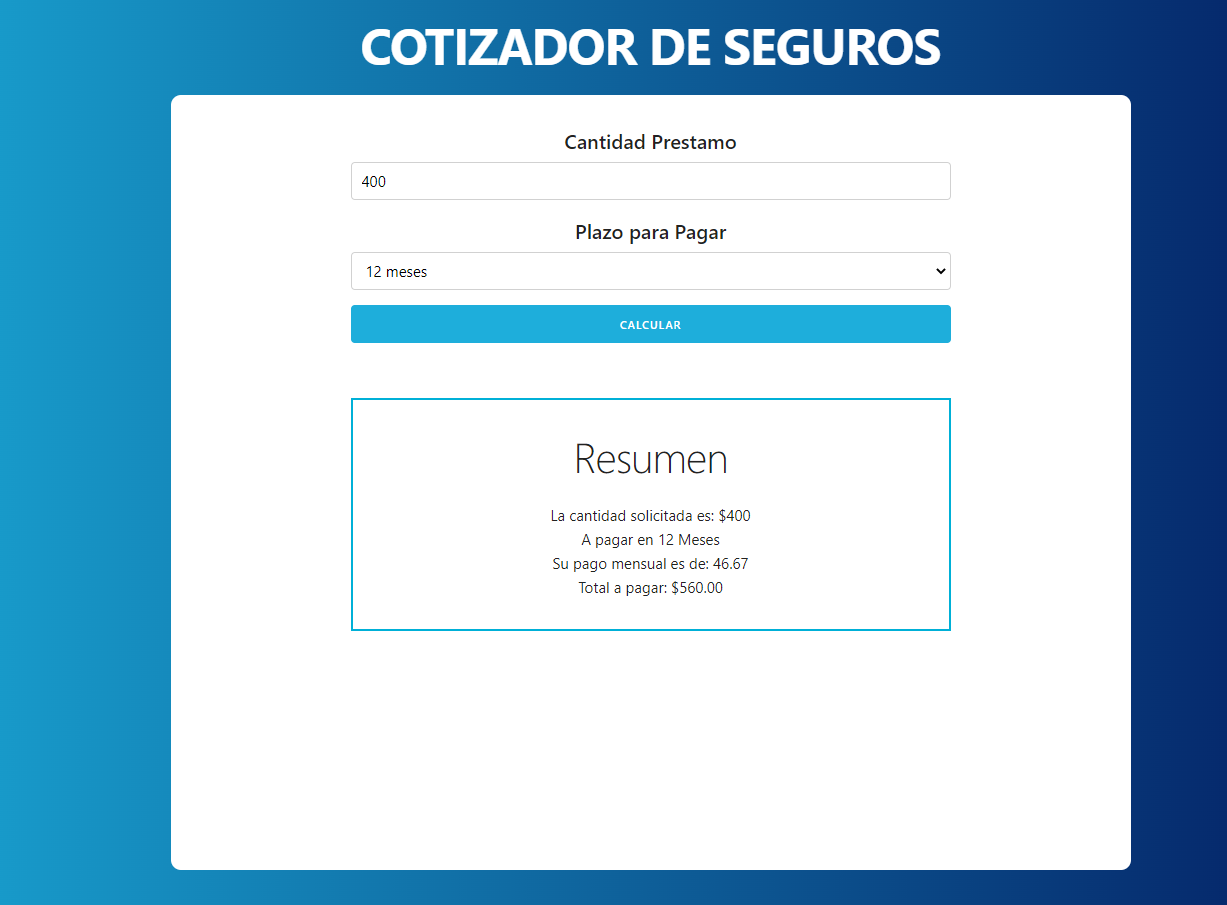 COTIZADOR DE SEGUROS
Cantidad Prestamo
400
Plazo para Pagar
12 meses
CALCULAR
Resumen
La cantidad solicitada es: $400
A pagar en 12 Meses
Su pago mensual es de: 46.67
Total a pagar: $560.00